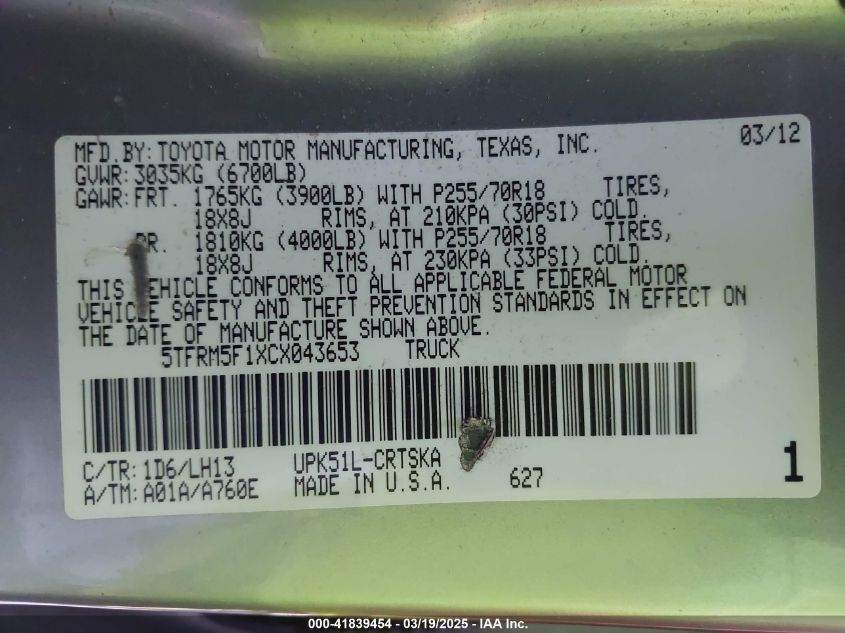 MFD.BY: TOYOTA MOTOR MANUFACTURING, TEXAS, INC. 03/12
GVWR: 3035KG (6700LB)
GAWR: FRT. 1765KG (3900LB) WITH P255/70R18 TIRES,
18X8J RIMS, AT 210KPA (30PSI) COLD.
RR. 1810KG (4000LB) WITH P255/70R18 TIRES,
18X8J RIMS, AT 230KPA (33PSI) COLD.
THIS VEHICLE CONFORMS TO ALL APPLICABLE FEDERAL MOTOR
VEHICLE SAFETY AND THEFT PREVENTION STANDARDS IN EFFECT ON
THE DATE OF MANUFACTURE SHOWN ABOVE.
5TFRM5F1XCX043653 TRUCK
C/TR: 1D6/LH13 UPK51L-CRTSKA
A/TM: A01A/A760E MADE IN U.S.A. 627 1
000-41839454 - 03/19/2025 - IAA Inc.